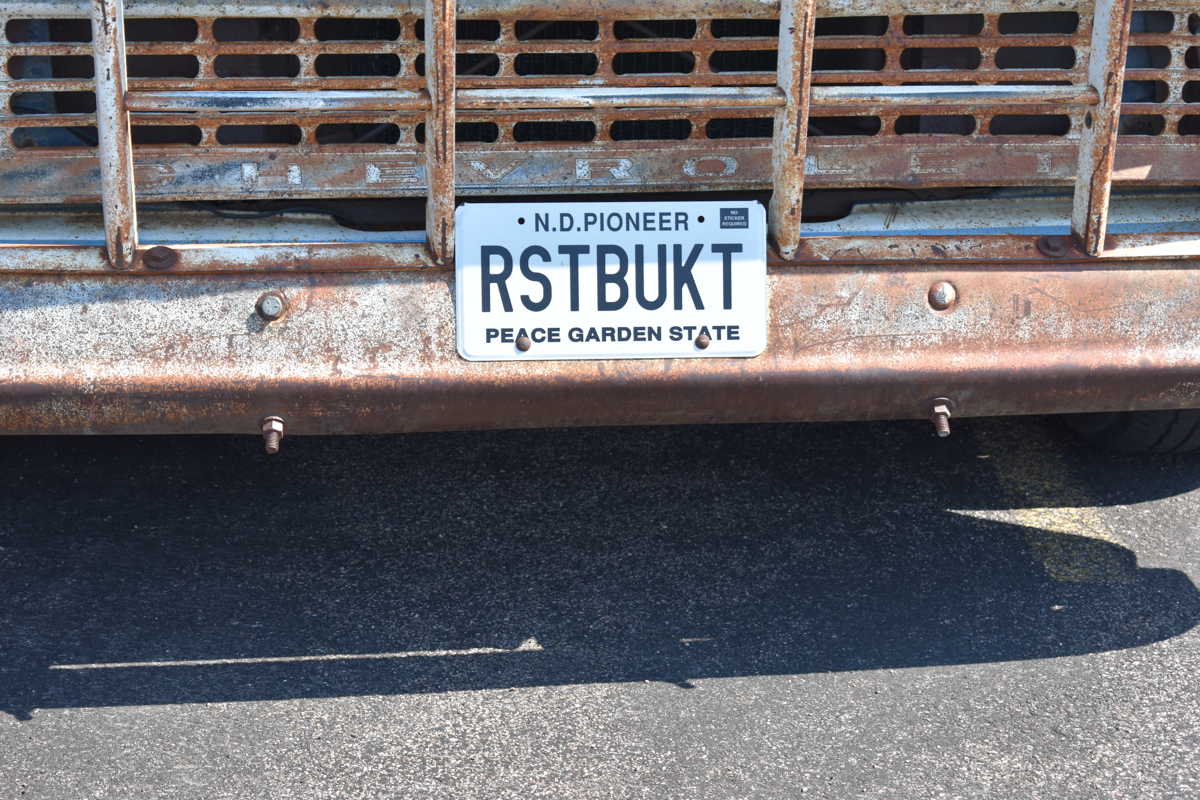 CHEVROLET
N.D.PIONEER
NO
STICKER
REQUIRED
RSTBUKT
PEACE GARDEN STATE